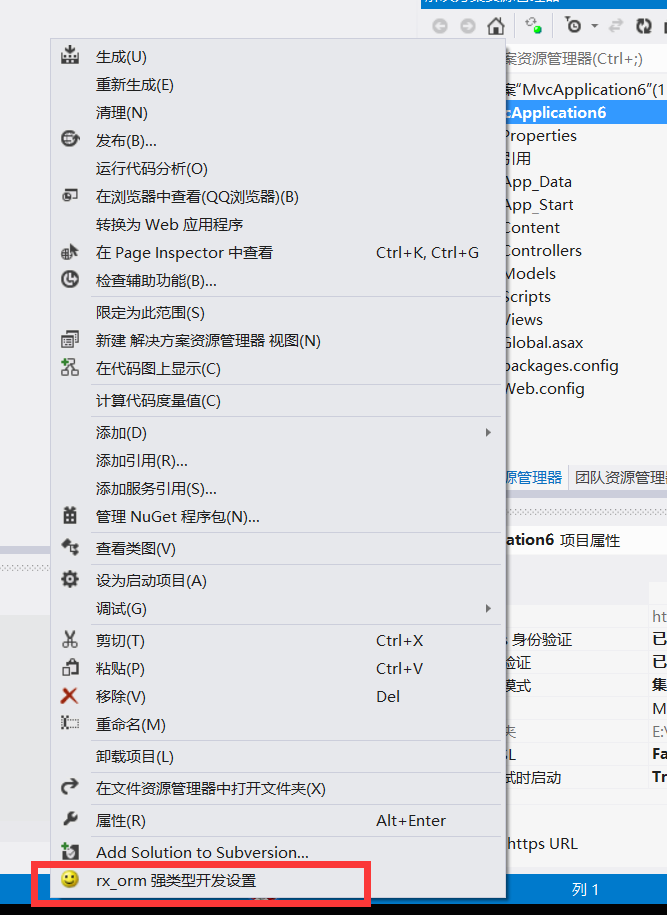 生成(U)
重新生成(E)
清理(N)
发布(B)...
运行代码分析(O)
在浏览器中查看(QQ浏览器)(B)
转换为 Web 应用程序
在 Page Inspector 中查看 Ctrl+K, Ctrl+G
检查辅助功能(B)...
限定为此范围(S)
新建 解决方案资源管理器 视图(N)
在代码图上显示(C)
计算代码度量值(C)
添加(D)
添加引用(R)...
添加服务引用(S)...
管理 NuGet 程序包(N)...
查看类图(V)
设为启动项目(A)
调试(G)
剪切(T) Ctrl+X
粘贴(P) Ctrl+V
移除(V) Del
重命名(M)
卸载项目(L)
在文件资源管理器中打开文件夹(X)
属性(R) Alt+Enter
Add Solution to Subversion...
rx_orm 强类型开发设置
案资源管理器(Ctrl+;)
案"MvcApplication6"(1
cApplication6
Properties
引用
App_Data
App_Start
Content
Controllers
Models
Scripts
Views
Global.asax
packages.config
Web.config
源管理器 团队资源管理
ation6 项目属性
ht
身份验证 已
验证 已
模式 集
M
夹 E:\
SL Fa
试时启动 Tr
https URL
列 1